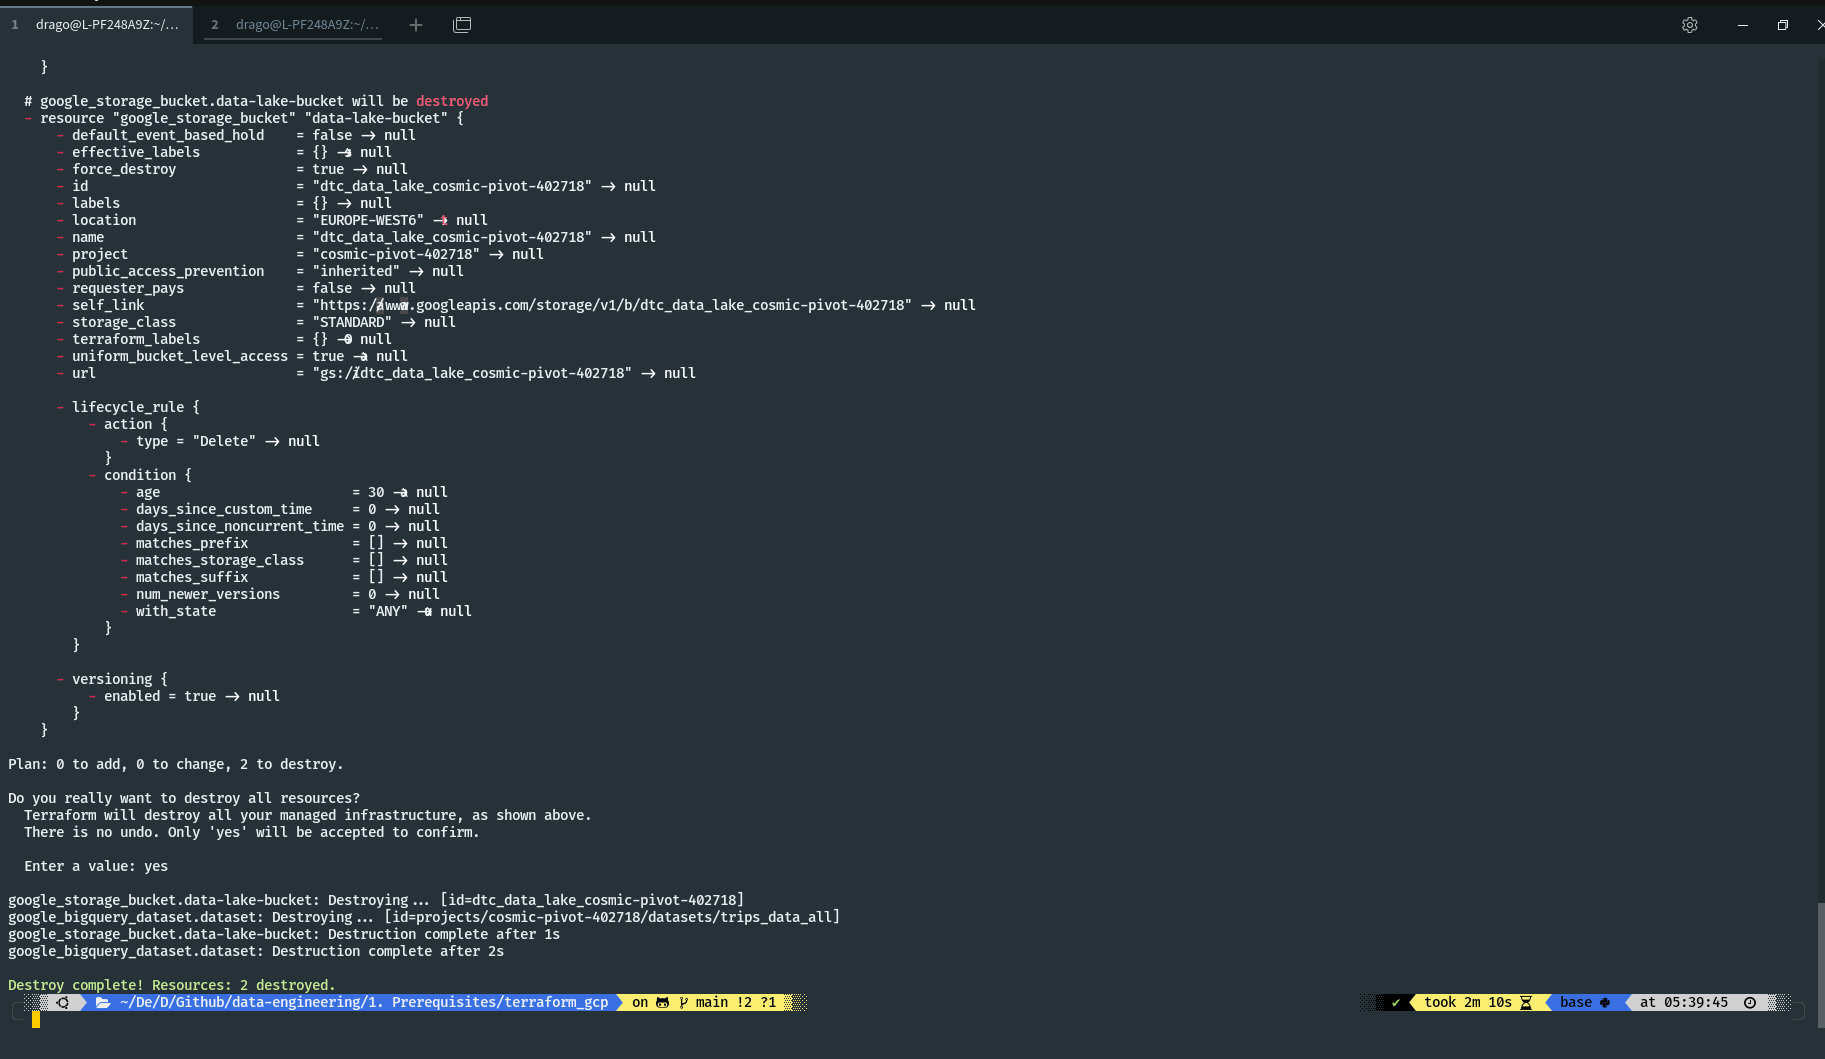 1 drago@L-PF248A9Z:~/... 2 drago@L-PF248A9Z:~/...
}
# google_storage_bucket.data-lake-bucket will be destroyed
- resource "google_storage_bucket" "data-lake-bucket" {
- default_event_based_hold = false -> null
- effective_labels = {} -> null
- force_destroy = true -> null
- id = "dtc_data_lake_cosmic-pivot-402718" -> null
- labels = {} -> null
- location = "EUROPE-WEST6" -> null
- name = "dtc_data_lake_cosmic-pivot-402718" -> null
- project = "cosmic-pivot-402718" -> null
- public_access_prevention = "inherited" -> null
- requester_pays = false -> null
- self_link = "https://www.googleapis.com/storage/v1/b/dtc_data_lake_cosmic-pivot-402718" -> null
- storage_class = "STANDARD" -> null
- terraform_labels = {} -> null
- uniform_bucket_level_access = true -> null
- url = "gs://dtc_data_lake_cosmic-pivot-402718" -> null
- lifecycle_rule {
- action {
- type = "Delete" -> null
}
- condition {
- age = 30 -> null
- days_since_custom_time = 0 -> null
- days_since_noncurrent_time = 0 -> null
- matches_prefix = [] -> null
- matches_storage_class = [] -> null
- matches_suffix = [] -> null
- num_newer_versions = 0 -> null
- with_state = "ANY" -> null
}
}
- versioning {
- enabled = true -> null
}
}
Plan: 0 to add, 0 to change, 2 to destroy.
Do you really want to destroy all resources?
Terraform will destroy all your managed infrastructure, as shown above.
There is no undo. Only 'yes' will be accepted to confirm.
Enter a value: yes
google_storage_bucket.data-lake-bucket: Destroying... [id=dtc_data_lake_cosmic-pivot-402718]
google_bigquery_dataset.dataset: Destroying... [id=projects/cosmic-pivot-402718/datasets/trips_data_all]
google_storage_bucket.data-lake-bucket: Destruction complete after 1s
google_bigquery_dataset.dataset: Destruction complete after 2s
Destroy complete! Resources: 2 destroyed.
~/De/D/Github/data-engineering/1. Prerequisites/terraform_gcp on main !2 ?1 ✔ took 2m 10s base at 05:39:45